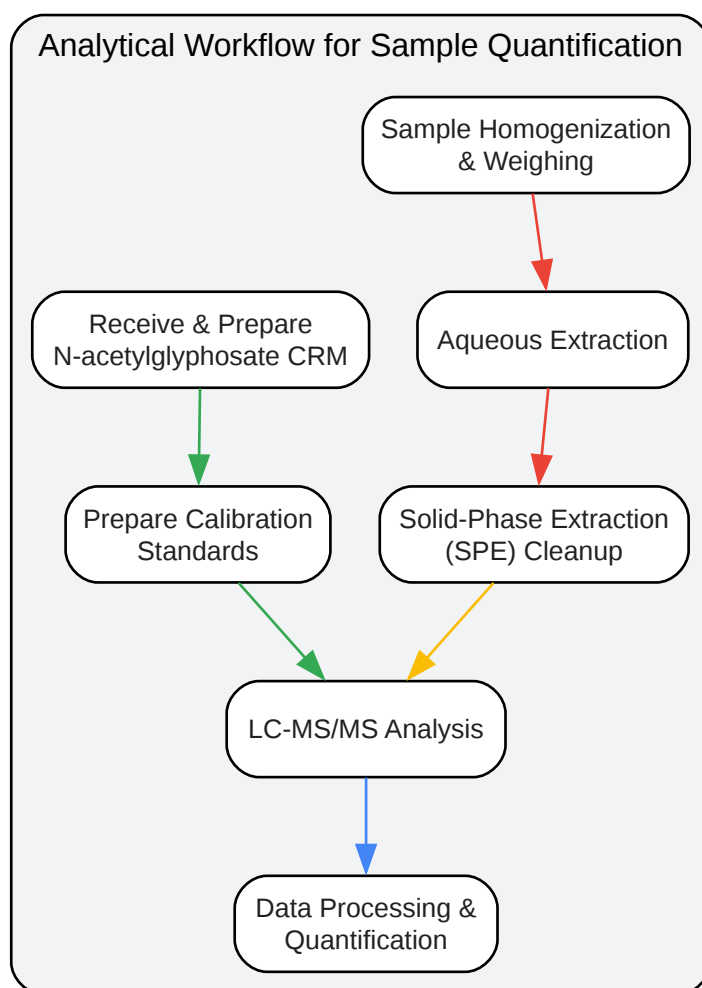 Analytical Workflow for Sample Quantification
Sample Homogenization
& Weighing
Receive & Prepare
N-acetylglyphosate CRM
Aqueous Extraction
Prepare Calibration
Standards
Solid-Phase Extraction
(SPE) Cleanup
LC-MS/MS Analysis
Data Processing &
Quantification